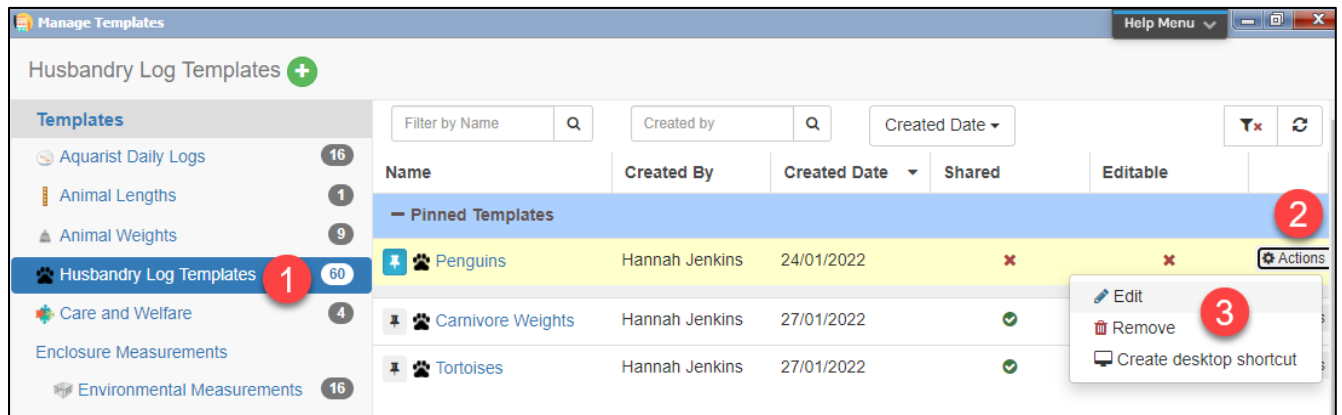 Manage Templates
Help Menu
Husbandry Log Templates
Templates
Aquarist Daily Logs 16
Animal Lengths 1
Animal Weights 9
Husbandry Log Templates 1 60
Care and Welfare 4
Enclosure Measurements
Environmental Measurements 16
Filter by Name Created by Created Date
Name Created By Created Date Shared Editable
Pinned Templates 2
Penguins Hannah Jenkins 24/01/2022 Actions
Carnivore Weights Hannah Jenkins 27/01/2022
Tortoises Hannah Jenkins 27/01/2022
Edit
3
Remove
Create desktop shortcut